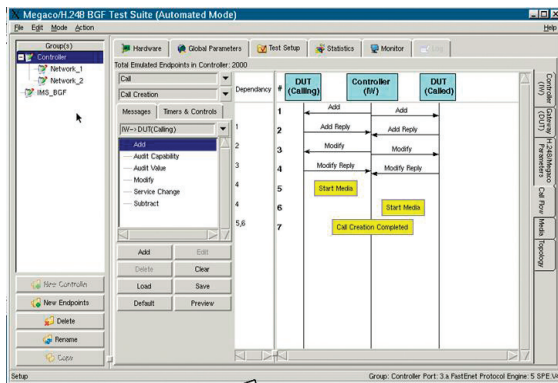 Megaco/H.248 BGF Test Suite (Automated Mode)
File Edit Mode Action Help
Group(s)
Controller
Network_1
Network_2
IMS_BGF
New Controller
New Endpoints
Delete
Rename
Copy
Hardware Global Parameters Test Setup Statistics Monitor
Total Emulated Endpoints in Controller: 2000
Call
Call Creation
Messages Timers & Controls
IW-> DUT(Calling)
Add
Audit Capability
Audit Value
Modify
Service Change
Subtract
Add Edit
Delete Clear
Load Save
Default Preview
Dependancy # DUT (Calling) Controller (IW) DUT (Called)
1 Add Add
1 2 Add Reply Add Reply
2 3 Modify Modify
3 4 Modify Reply Modify Reply
4 5 Start Media
4 6 Start Media
5,6 7 Call Creation Completed
Controller (IW)
Gateway (DUT)
H.248/Megaco Parameters
Call Flow
Media
Topology
Setup
Group: Controller Port: 3.a FastEnet Protocol Engine: 5 SPE.V4